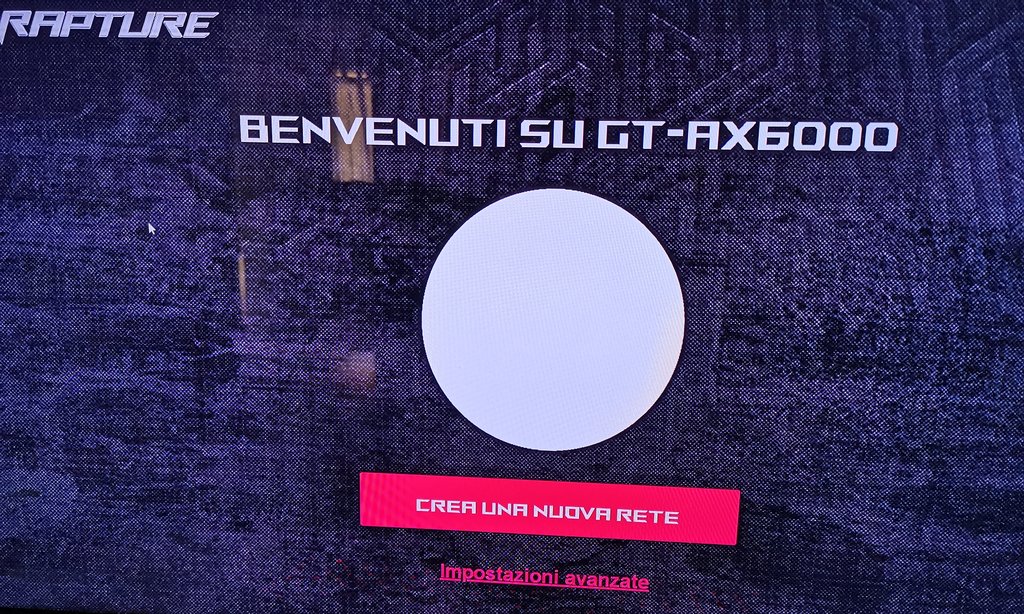 RAPTURE
BENVENUTI SU GT-AX6000
CREA UNA NUOVA RETE
Impostazioni avanzate